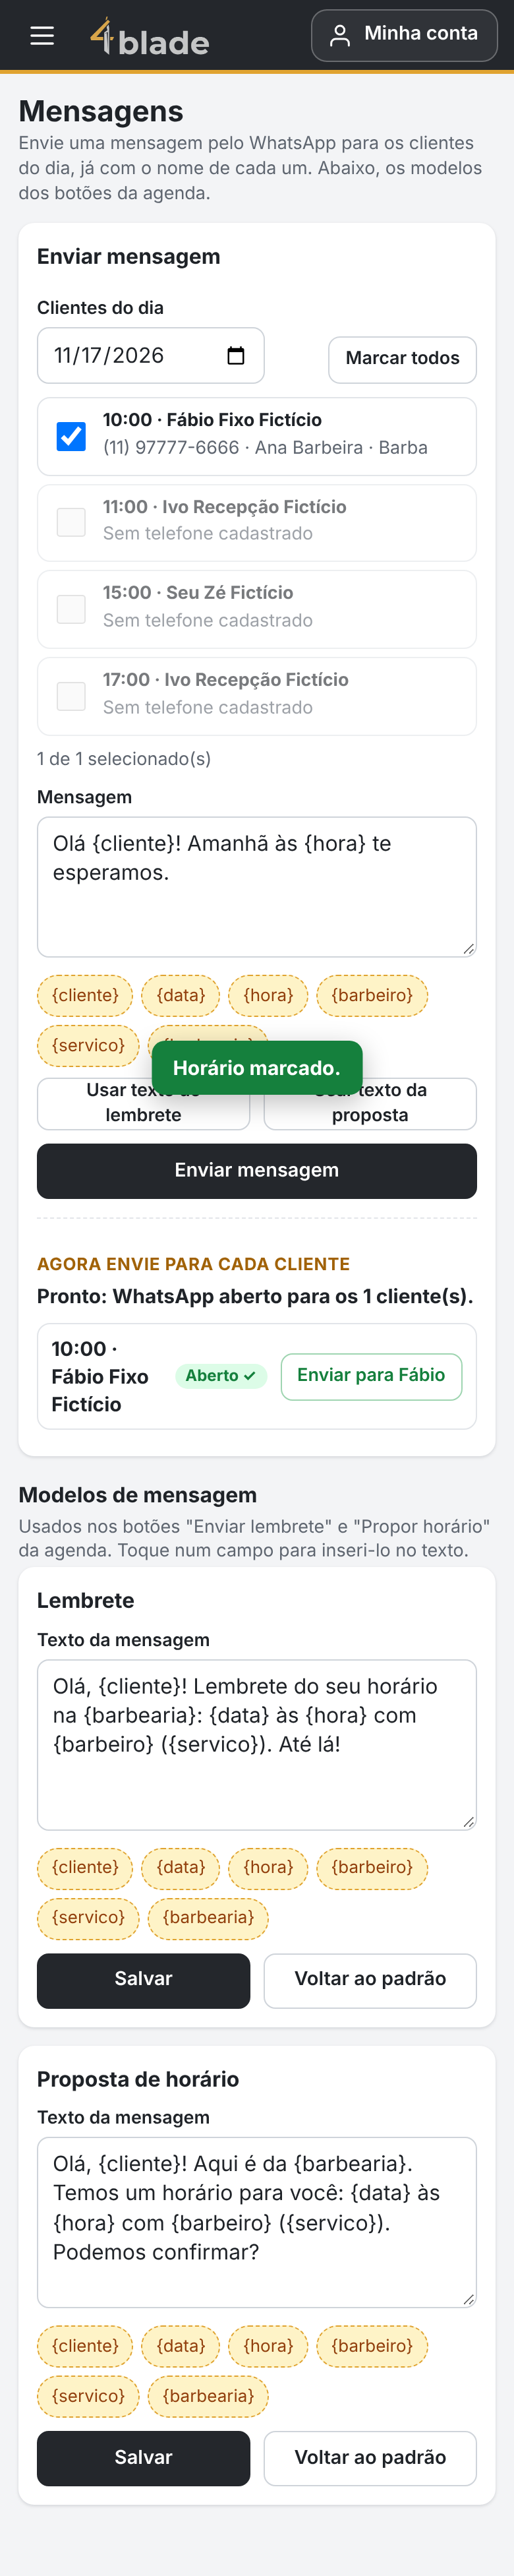 4blade
Minha conta
Mensagens
Envie uma mensagem pelo WhatsApp para os clientes
do dia, já com o nome de cada um. Abaixo, os modelos
dos botões da agenda.
Enviar mensagem
Clientes do dia
11/17/2026
Marcar todos
10:00 · Fábio Fixo Fictício
(11) 97777-6666 · Ana Barbeira · Barba
11:00 · Ivo Recepção Fictício
Sem telefone cadastrado
15:00 · Seu Zé Fictício
Sem telefone cadastrado
17:00 · Ivo Recepção Fictício
Sem telefone cadastrado
1 de 1 selecionado(s)
Mensagem
Olá {cliente}! Amanhã às {hora} te
esperamos.
{cliente} {data} {hora} {barbeiro}
{servico}
Horário marcado.
Usar texto
lembrete
texto da
proposta
Enviar mensagem
AGORA ENVIE PARA CADA CLIENTE
Pronto: WhatsApp aberto para os 1 cliente(s).
10:00 ·
Fábio Fixo
Fictício
Aberto ✓
Enviar para Fábio
Modelos de mensagem
Usados nos botões "Enviar lembrete" e "Propor horário"
da agenda. Toque num campo para inseri-lo no texto.
Lembrete
Texto da mensagem
Olá, {cliente}! Lembrete do seu horário
na {barbearia}: {data} às {hora} com
{barbeiro} ({servico}). Até lá!
{cliente} {data} {hora} {barbeiro}
{servico} {barbearia}
Salvar
Voltar ao padrão
Proposta de horário
Texto da mensagem
Olá, {cliente}! Aqui é da {barbearia}.
Temos um horário para você: {data} às
{hora} com {barbeiro} ({servico}).
Podemos confirmar?
{cliente} {data} {hora} {barbeiro}
{servico} {barbearia}
Salvar
Voltar ao padrão